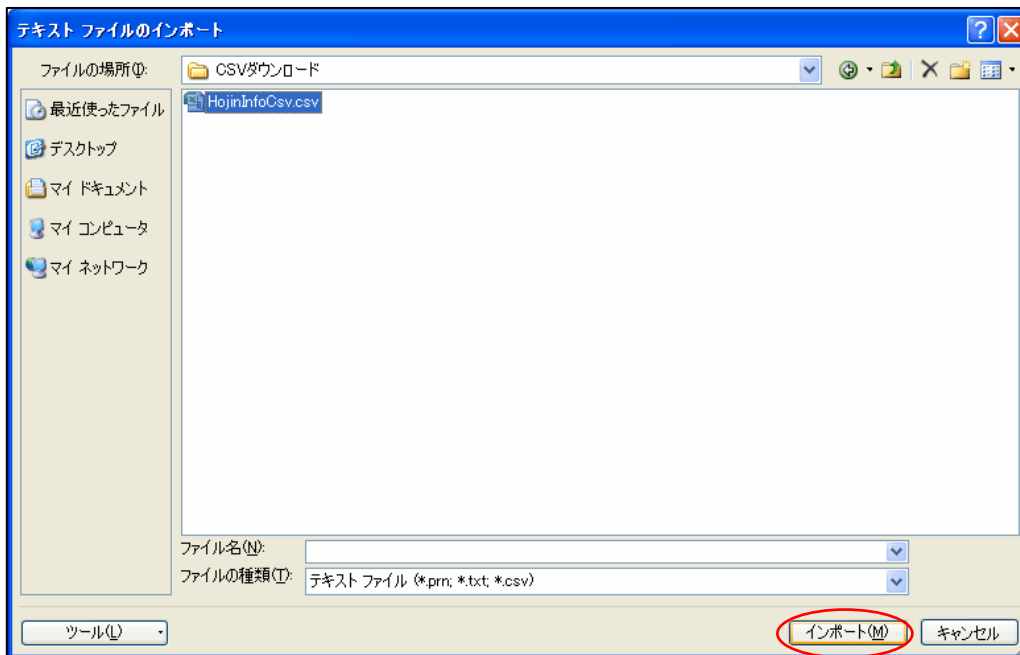 テキスト ファイルのインポート
ファイルの場所(I):
CSVダウンロード
最近使ったファイル
デスクトップ
マイ ドキュメント
マイ コンピュータ
マイ ネットワーク
HojinInfoCsv.csv
ファイル名(N):
ファイルの種類(T):
テキスト ファイル (*.prn; *.txt; *.csv)
ツール(L)
インポート(M)
キャンセル